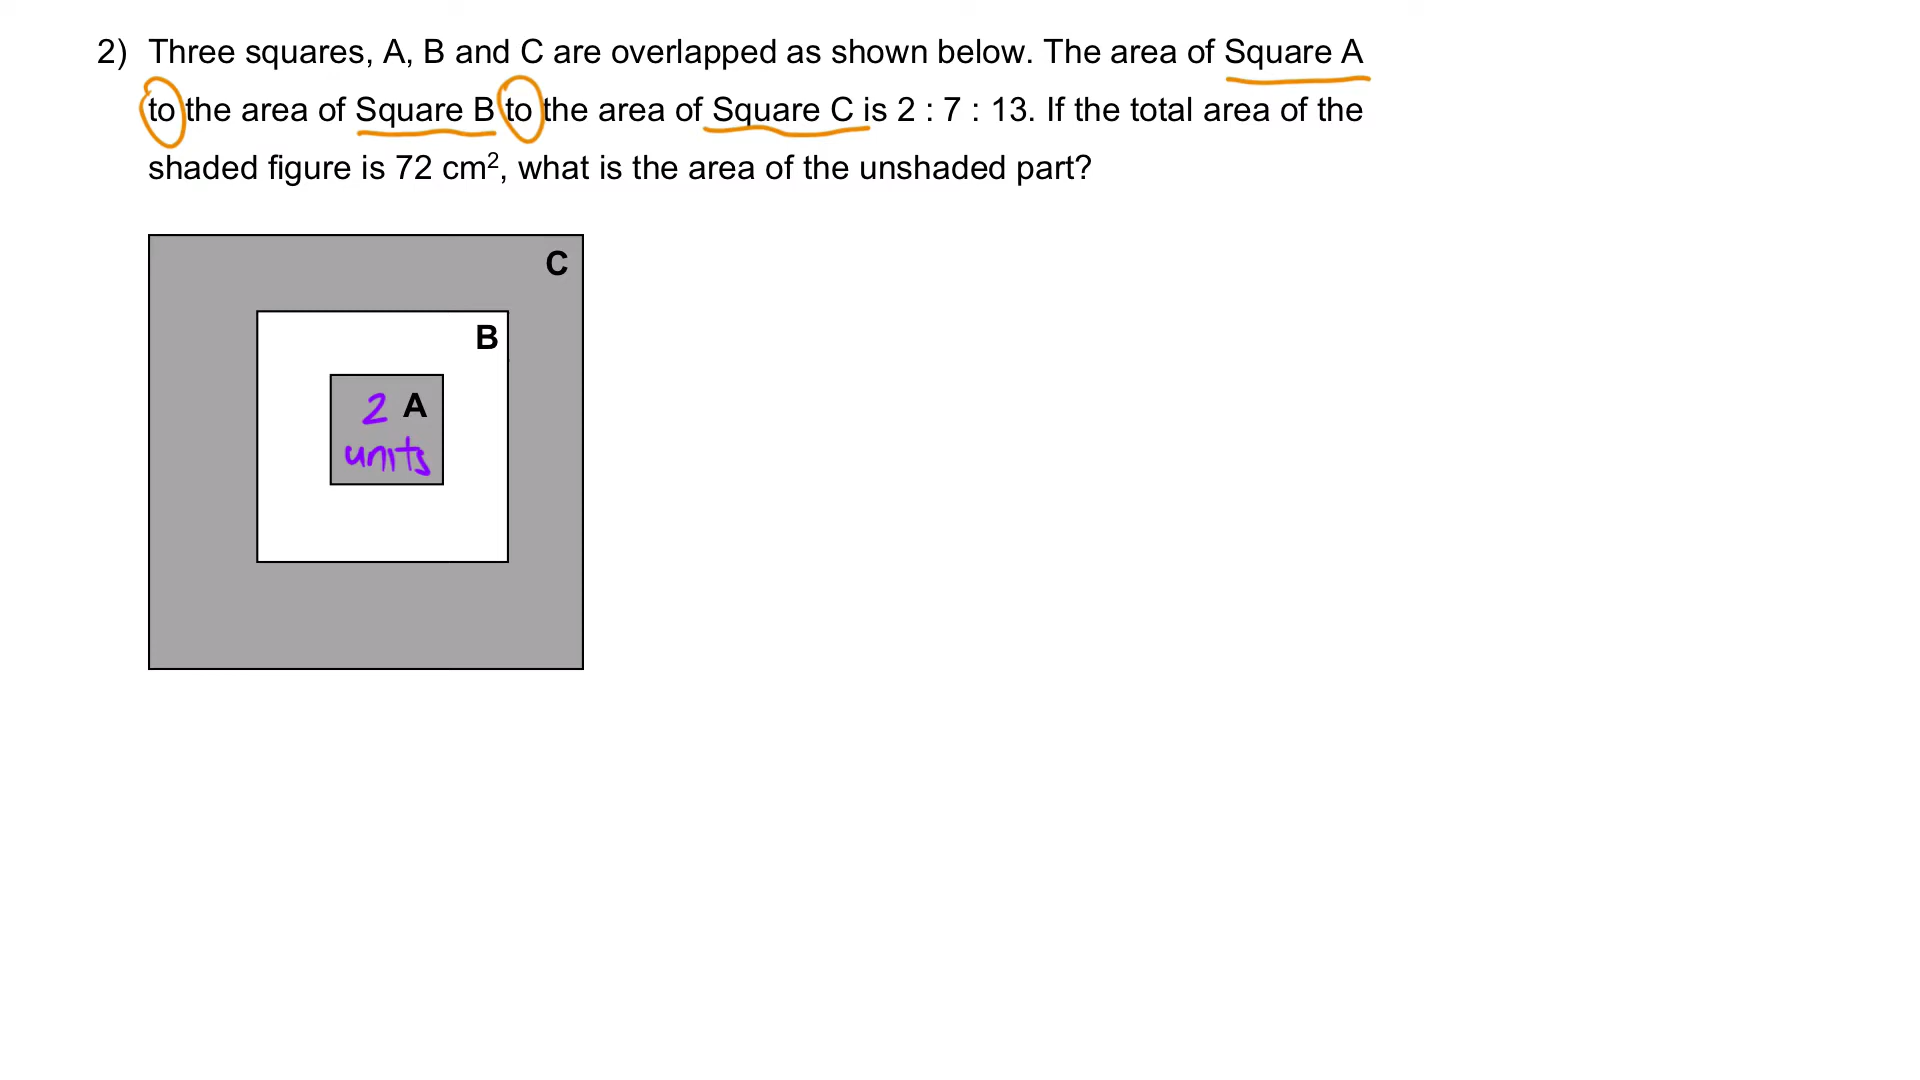 2) Three squares, A, B and C are overlapped as shown below. The area of Square A
to the area of Square B to the area of Square C is 2 : 7 : 13. If the total area of the
shaded figure is 72 cm², what is the area of the unshaded part?
C
B
2 A
units